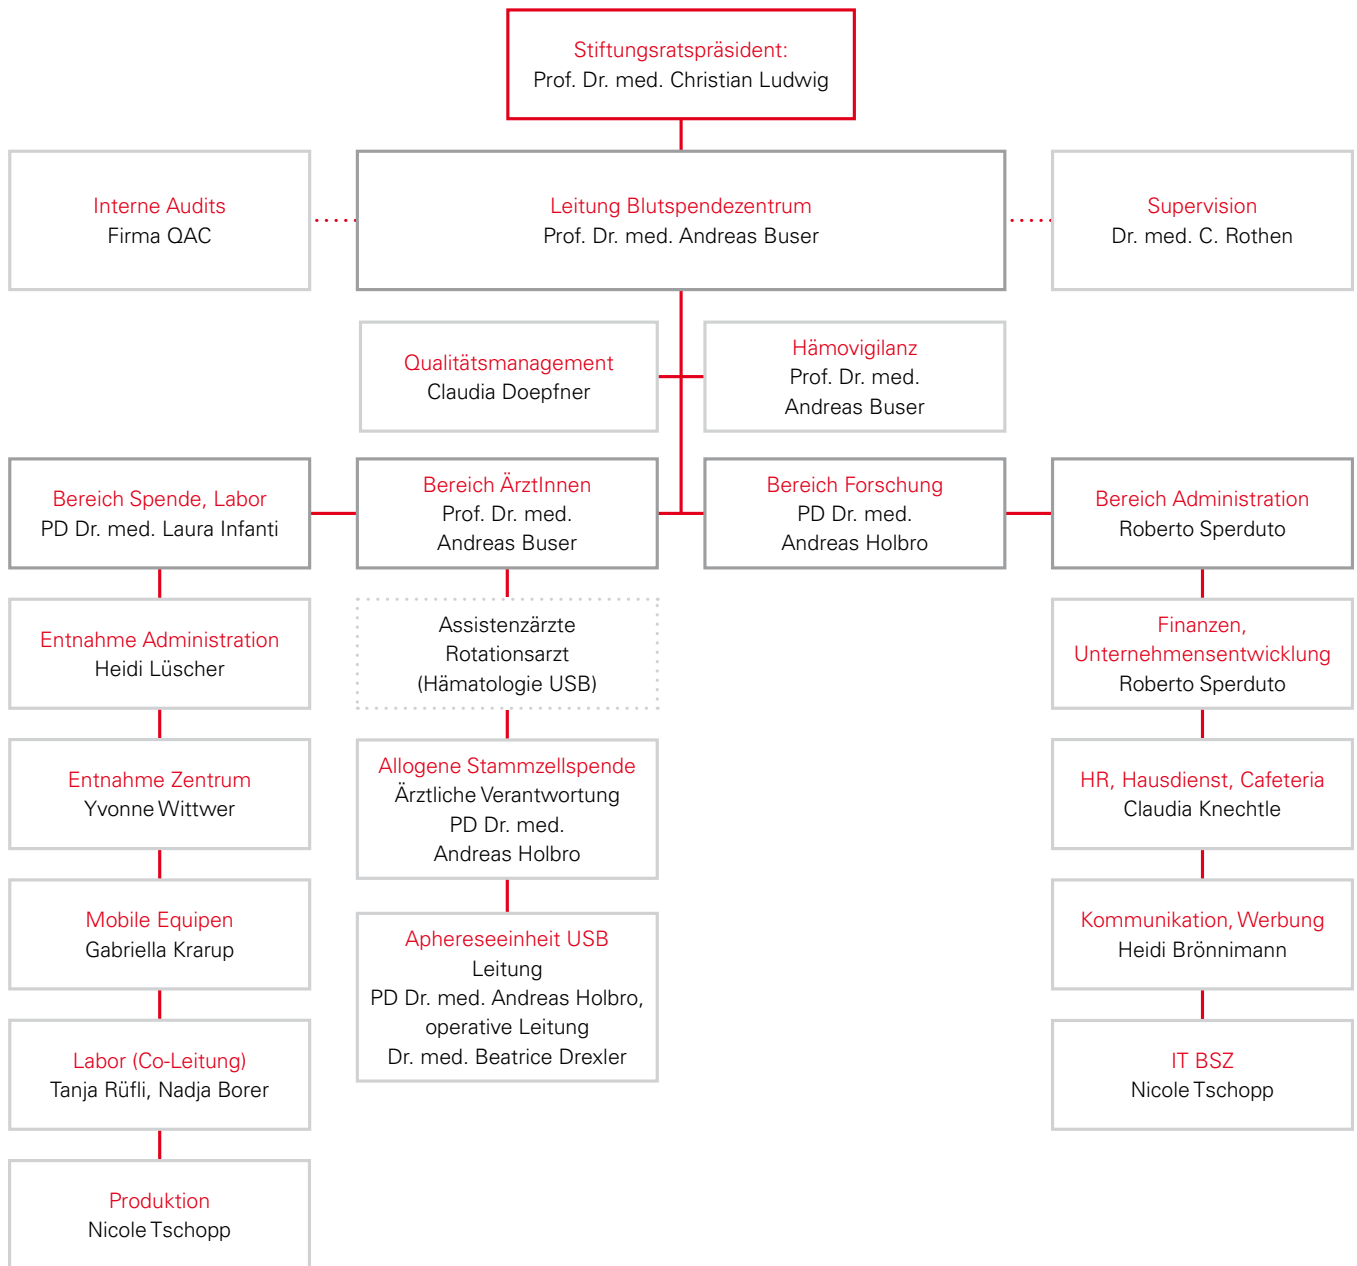 Stiftungsratspräsident:
Prof. Dr. med. Christian Ludwig
Interne Audits
Firma QAC
Leitung Blutspendezentrum
Prof. Dr. med. Andreas Buser
Supervision
Dr. med. C. Rothen
Qualitätsmanagement
Claudia Doepfner
Hämovigilanz
Prof. Dr. med.
Andreas Buser
Bereich Spende, Labor
PD Dr. med. Laura Infanti
Bereich ÄrztInnen
Prof. Dr. med.
Andreas Buser
Bereich Forschung
PD Dr. med.
Andreas Holbro
Bereich Administration
Roberto Sperduto
Entnahme Administration
Heidi Lüscher
Assistenzärzte
Rotationsarzt
(Hämatologie USB)
Finanzen,
Unternehmensentwicklung
Roberto Sperduto
Entnahme Zentrum
Yvonne Wittwer
Allogene Stammzellspende
Ärztliche Verantwortung
PD Dr. med.
Andreas Holbro
HR, Hausdienst, Cafeteria
Claudia Knechtle
Mobile Equipen
Gabriella Krarup
Aphereseeinheit USB
Leitung
PD Dr. med. Andreas Holbro,
operative Leitung
Dr. med. Beatrice Drexler
Kommunikation, Werbung
Heidi Brönnimann
Labor (Co-Leitung)
Tanja Rüfli, Nadja Borer
IT BSZ
Nicole Tschopp
Produktion
Nicole Tschopp